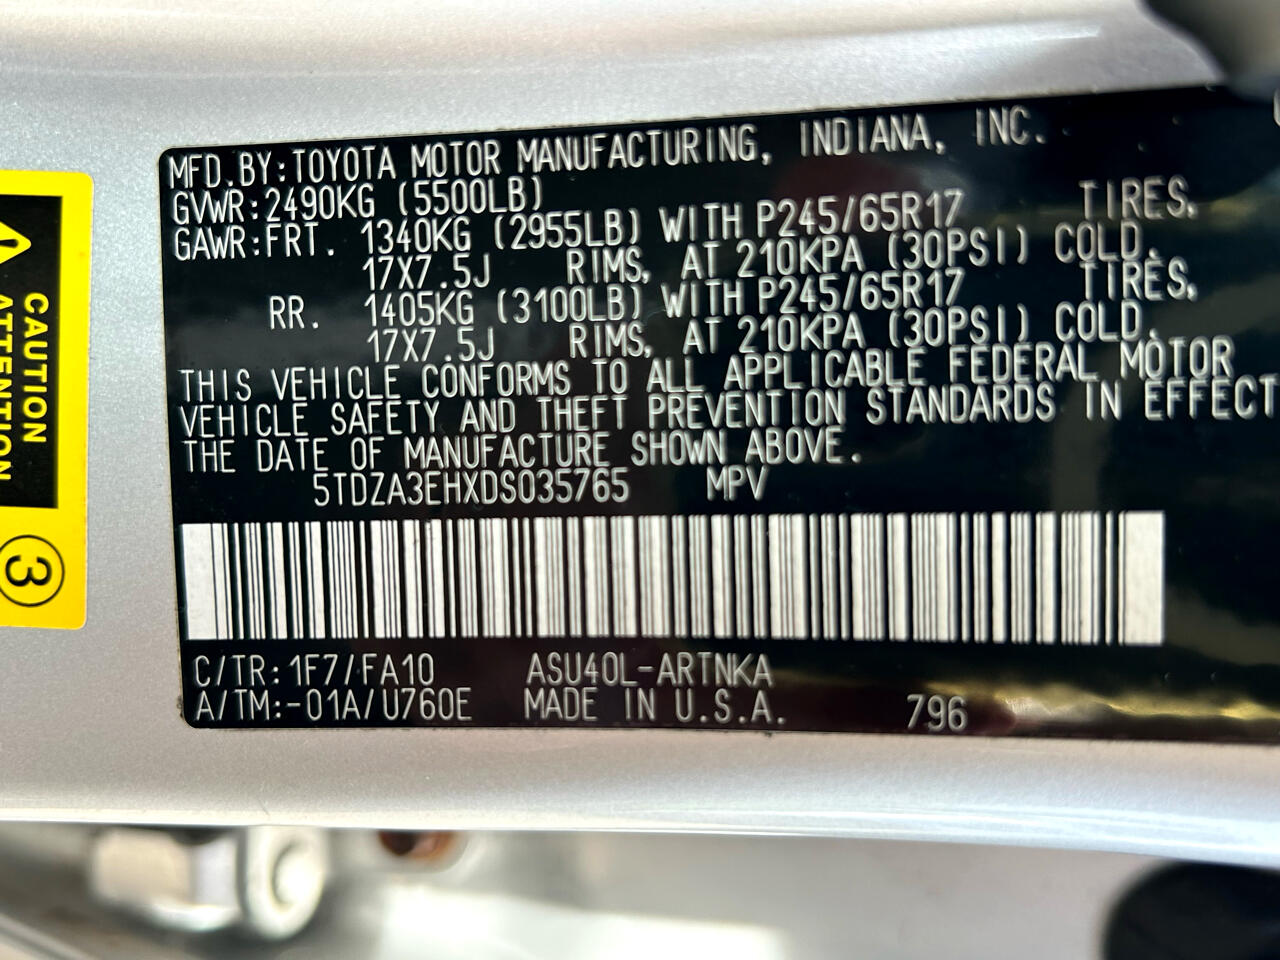 MFD.BY:TOYOTA MOTOR MANUFACTURING, INDIANA, INC.
GVWR:2490KG (5500LB)
GAWR:FRT. 1340KG (2955LB) WITH P245/65R17 TIRES,
17X7.5J RIMS, AT 210KPA (30PSI) COLD.
RR. 1405KG (3100LB) WITH P245/65R17 TIRES,
17X7.5J RIMS, AT 210KPA (30PSI) COLD.
THIS VEHICLE CONFORMS TO ALL APPLICABLE FEDERAL MOTOR
VEHICLE SAFETY AND THEFT PREVENTION STANDARDS IN EFFECT
THE DATE OF MANUFACTURE SHOWN ABOVE.
5TDZA3EHXDS035765 MPV
C/TR:1F7/FA10 ASU40L-ARTNKA
A/TM:-01A/U760E MADE IN U.S.A. 796
CAUTION
ATTENTION
3